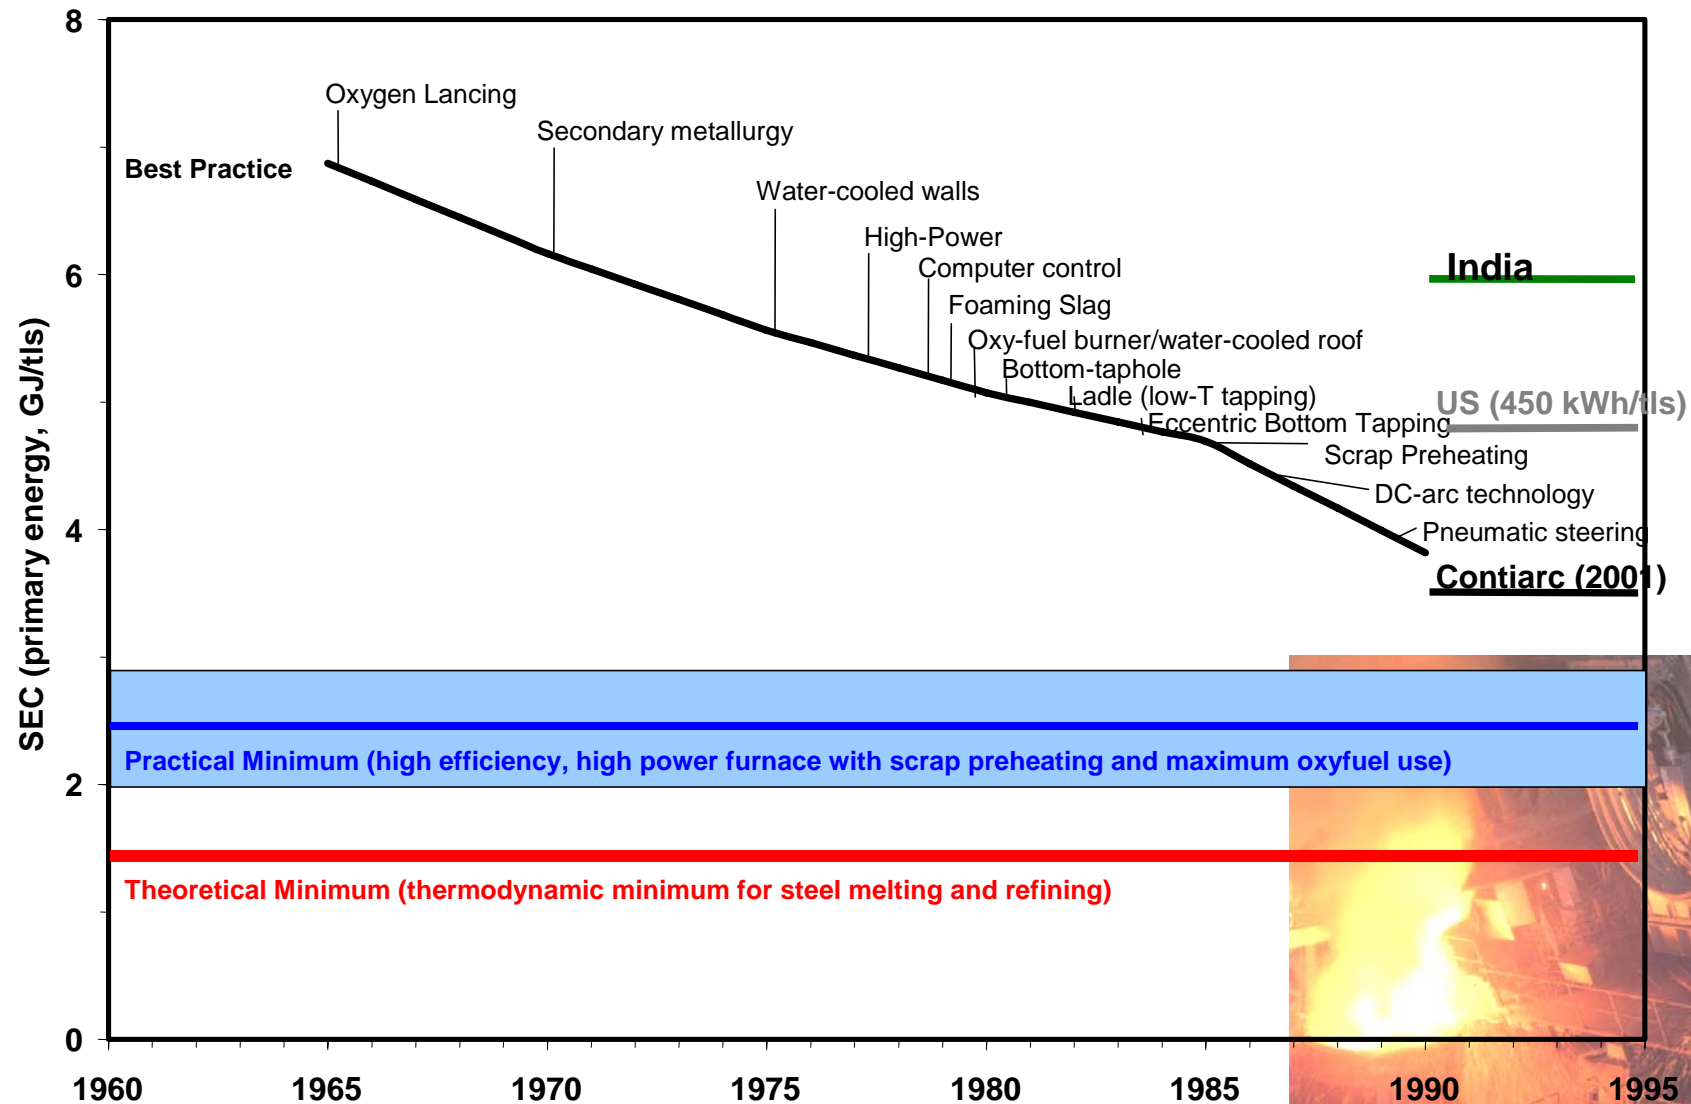 8
Oxygen Lancing
Secondary metallurgy
Best Practice
Water-cooled walls
High-Power
Computer control
6
India
Foaming Slag
Oxy-fuel burner/water-cooled roof
Bottom-taphole
Ladle (low-T tapping)
US (450 kWh/tls)
Eccentric Bottom Tapping
Scrap Preheating
DC-arc technology
4
Pneumatic steering
Contiarc (2001)
SEC (primary energy, GJ/tls)
Practical Minimum (high efficiency, high power furnace with scrap preheating and maximum oxyfuel use)
2
Theoretical Minimum (thermodynamic minimum for steel melting and refining)
0
1960 1965 1970 1975 1980 1985 1990 1995